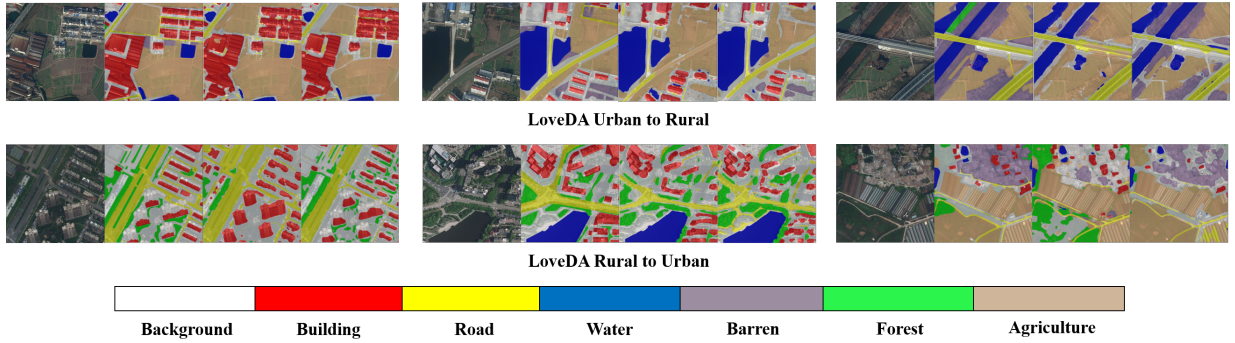 LoveDA Urban to Rural
LoveDA Rural to Urban
Background Building Road Water Barren Forest Agriculture